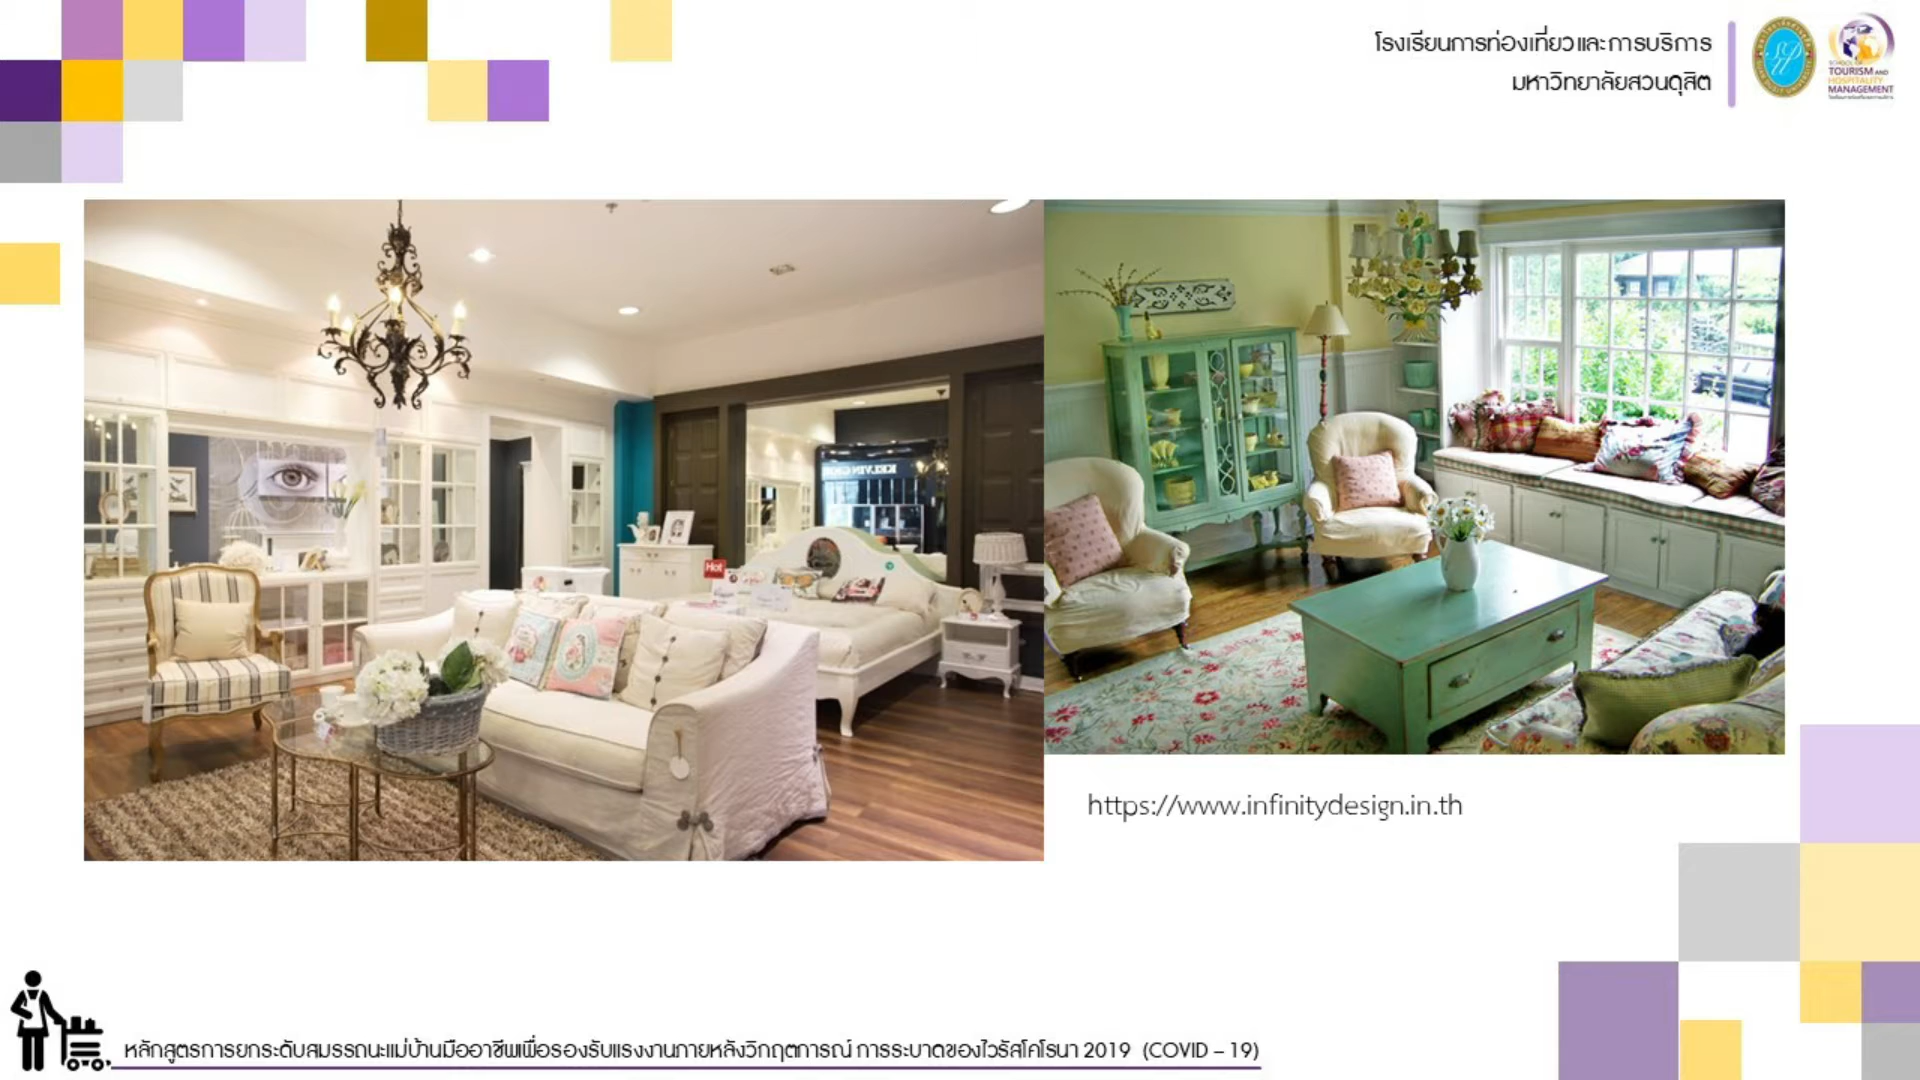 โรงเรียนการท่องเที่ยวและการบริการ
มหาวิทยาลัยสวนดุสิต
SCHOOL OF
TOURISM AND
HOSPITALITY
MANAGEMENT
Hot
https://www.infinitydesign.in.th
หลักสูตรการยกระดับสมรรถนะแม่บ้านมืออาชีพเพื่อรองรับแรงงานภายหลังวิกฤตการณ์ การระบาดของไวรัสโคโรนา 2019 (COVID – 19)